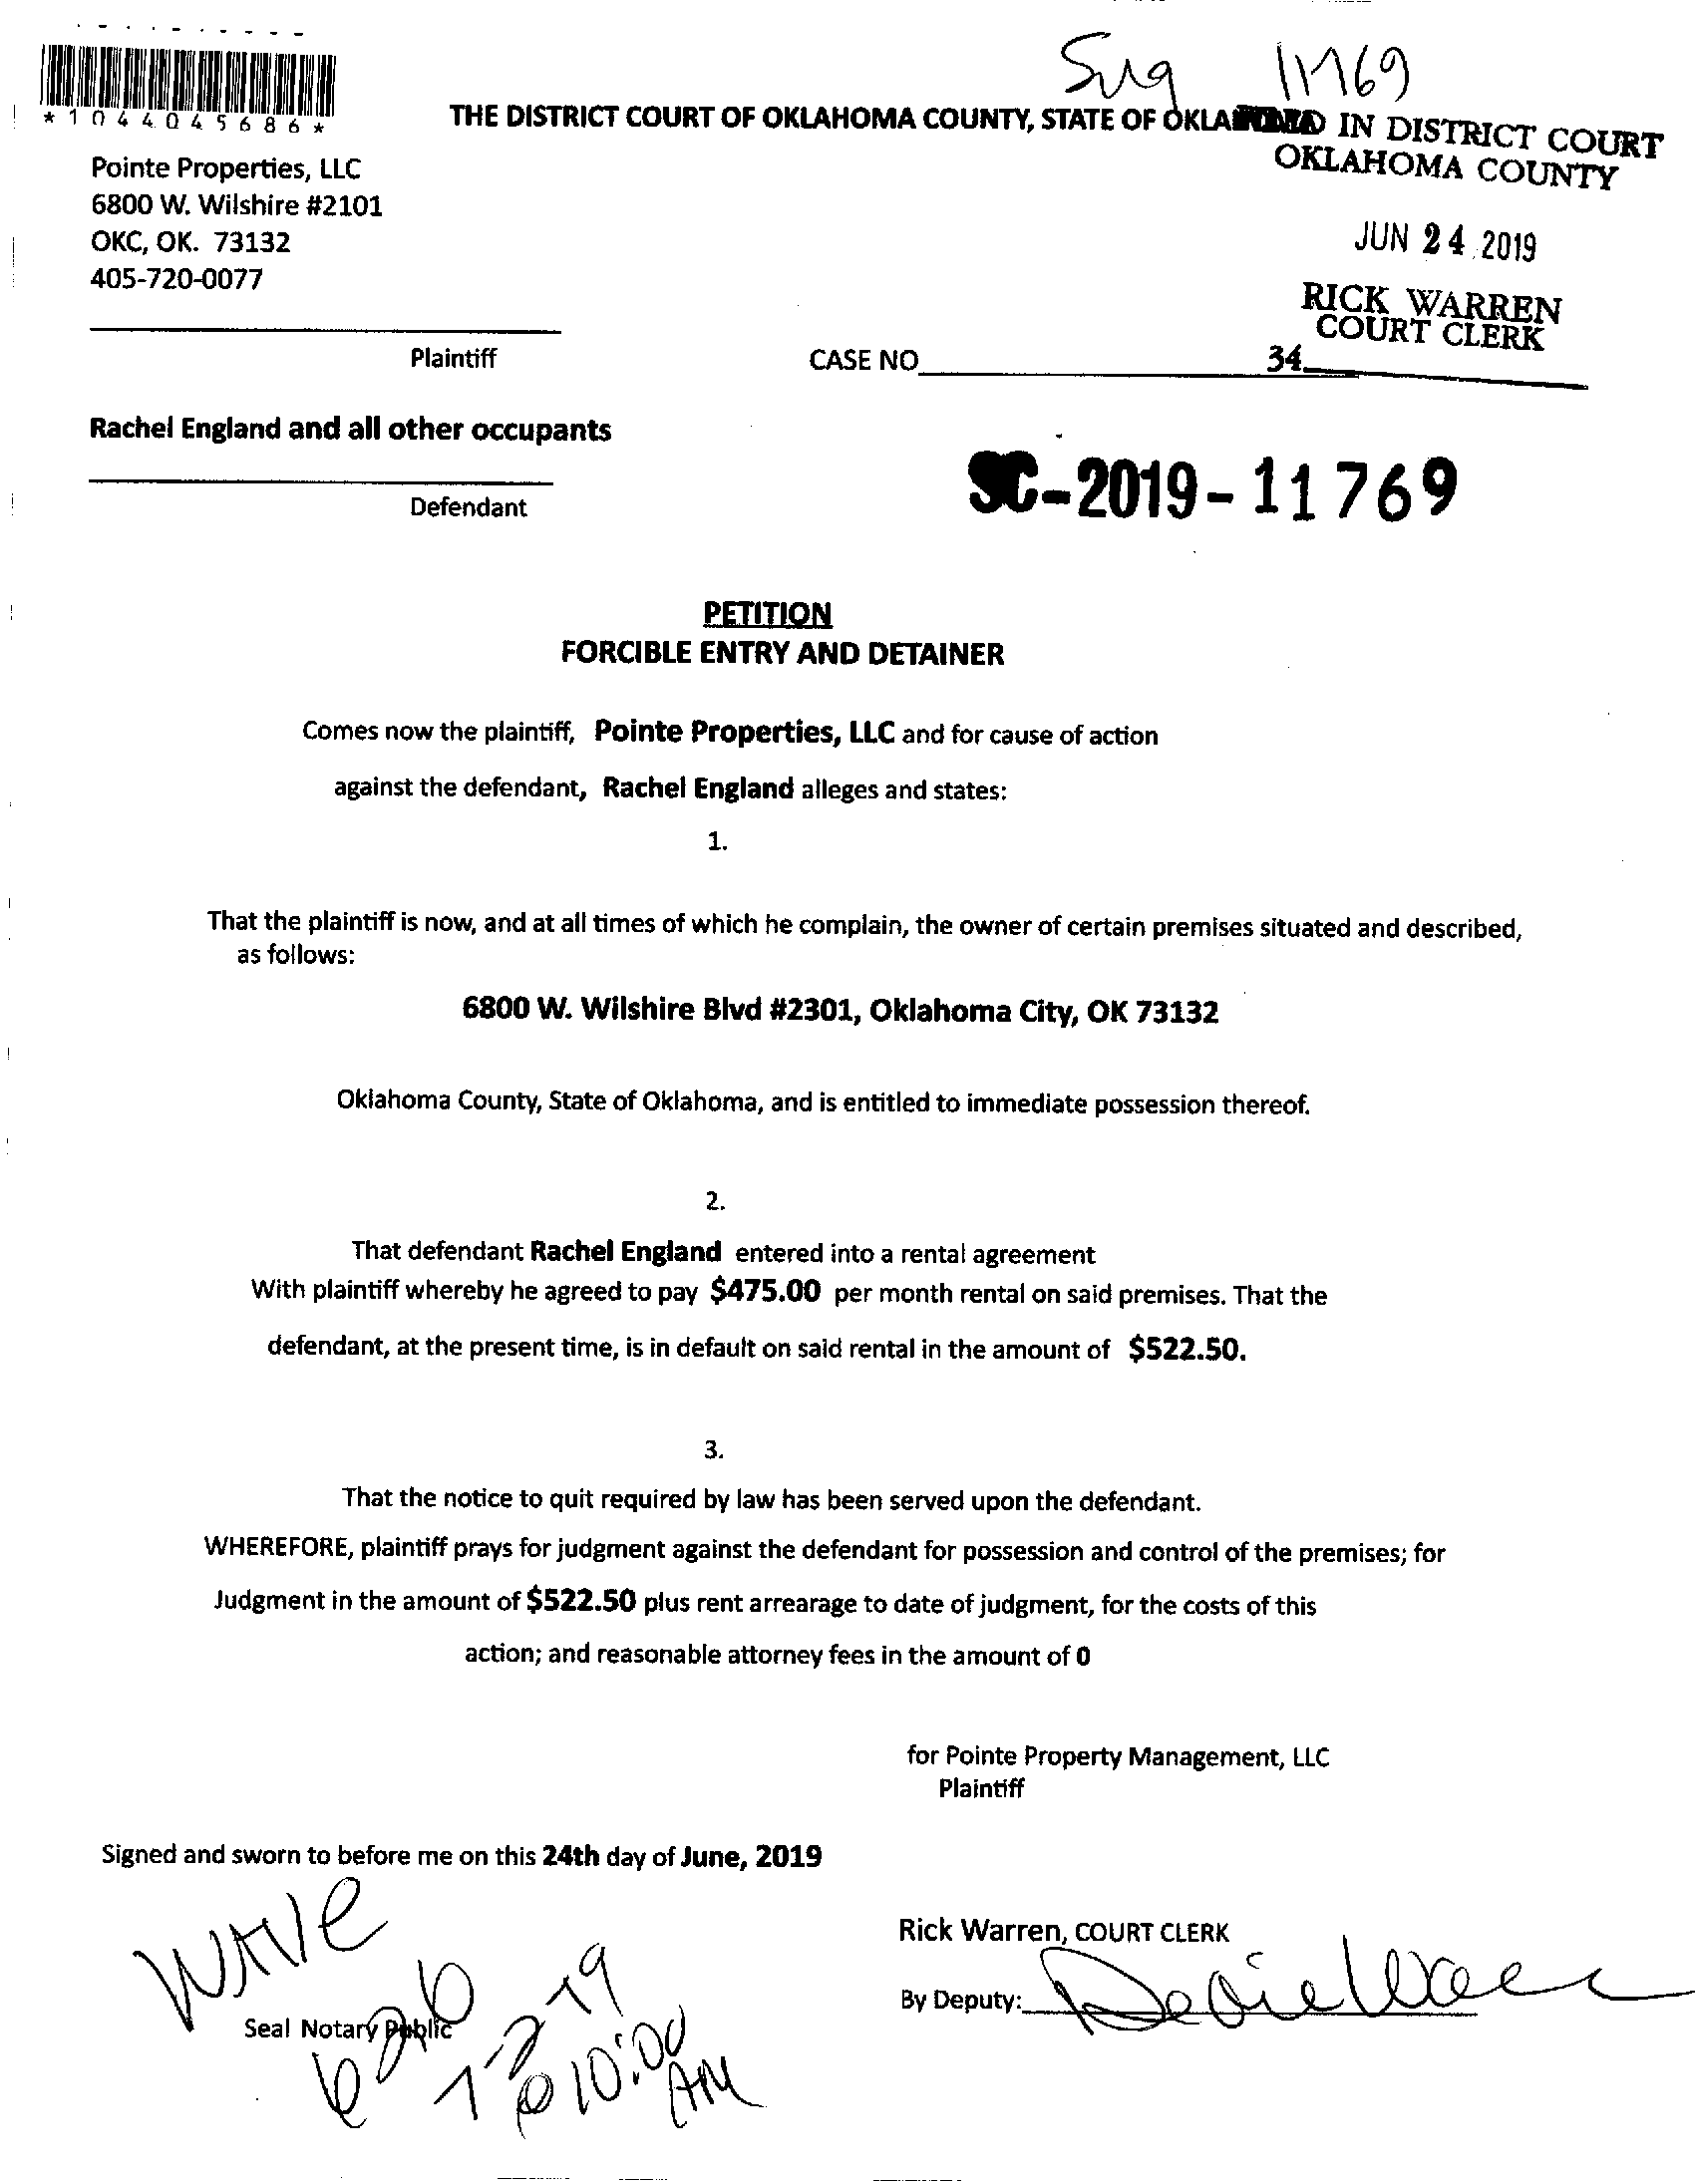 11769
*1044045686*
THE DISTRICT COURT OF OKLAHOMA COUNTY, STATE OF OKLA
IN DISTRICT COURT
OKLAHOMA COUNTY
Pointe Properties, LLC
6800 W. Wilshire #2101
OKC, OK. 73132
405-720-0077
JUN 24 2019
RICK WARREN
COURT CLERK
Plaintiff
CASE NO
34
Rachel England and all other occupants
SC-2019-11769
Defendant
PETITION
FORCIBLE ENTRY AND DETAINER
Comes now the plaintiff, Pointe Properties, LLC and for cause of action
against the defendant, Rachel England alleges and states:
1.
That the plaintiff is now, and at all times of which he complain, the owner of certain premises situated and described,
as follows:
6800 W. Wilshire Blvd #2301, Oklahoma City, OK 73132
Oklahoma County, State of Oklahoma, and is entitled to immediate possession thereof.
2.
That defendant Rachel England entered into a rental agreement
With plaintiff whereby he agreed to pay $475.00 per month rental on said premises. That the
defendant, at the present time, is in default on said rental in the amount of $522.50.
3.
That the notice to quit required by law has been served upon the defendant.
WHEREFORE, plaintiff prays for judgment against the defendant for possession and control of the premises; for
Judgment in the amount of $522.50 plus rent arrearage to date of judgment, for the costs of this
action; and reasonable attorney fees in the amount of 0
for Pointe Property Management, LLC
Plaintiff
Signed and sworn to before me on this 24th day of June, 2019
Rick Warren, COURT CLERK
By Deputy:
Seal Notary Public
626
7-2-19
@ 10:00
AM